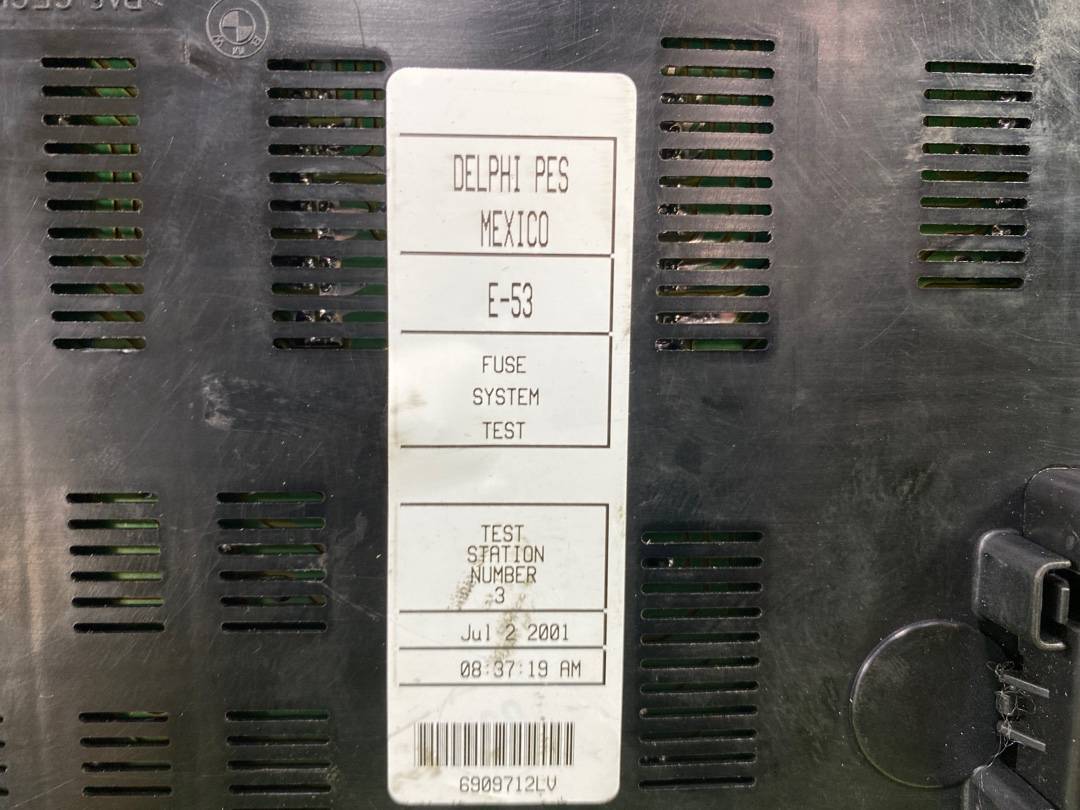 BMW
DELPHI PES
MEXICO
E-53
FUSE
SYSTEM
TEST
TEST
STATION
NUMBER
3
Jul 2 2001
08:37:19 AM
6909712LV